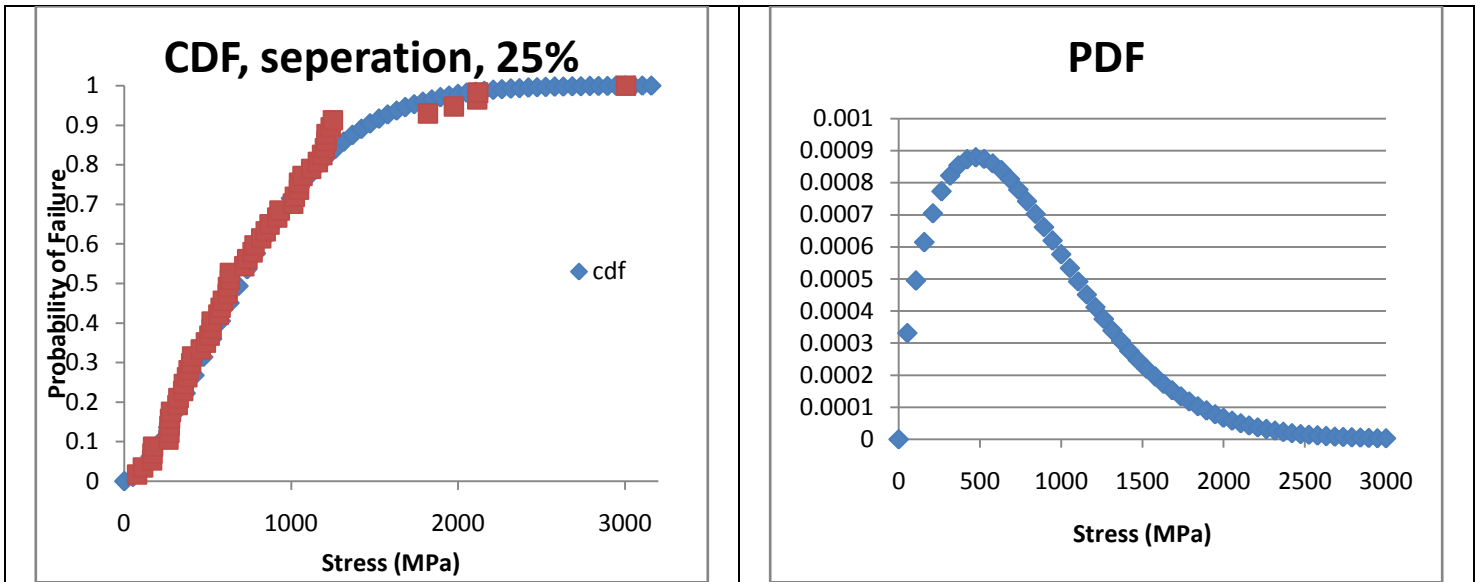 CDF, seperation, 25%
1
0.9
0.8
0.7
0.6
0.5
0.4
0.3
0.2
0.1
0
Probability of Failure
cdf
0 1000 2000 3000
Stress (MPa)
PDF
0.001
0.0009
0.0008
0.0007
0.0006
0.0005
0.0004
0.0003
0.0002
0.0001
0
0 500 1000 1500 2000 2500 3000
Stress (MPa)